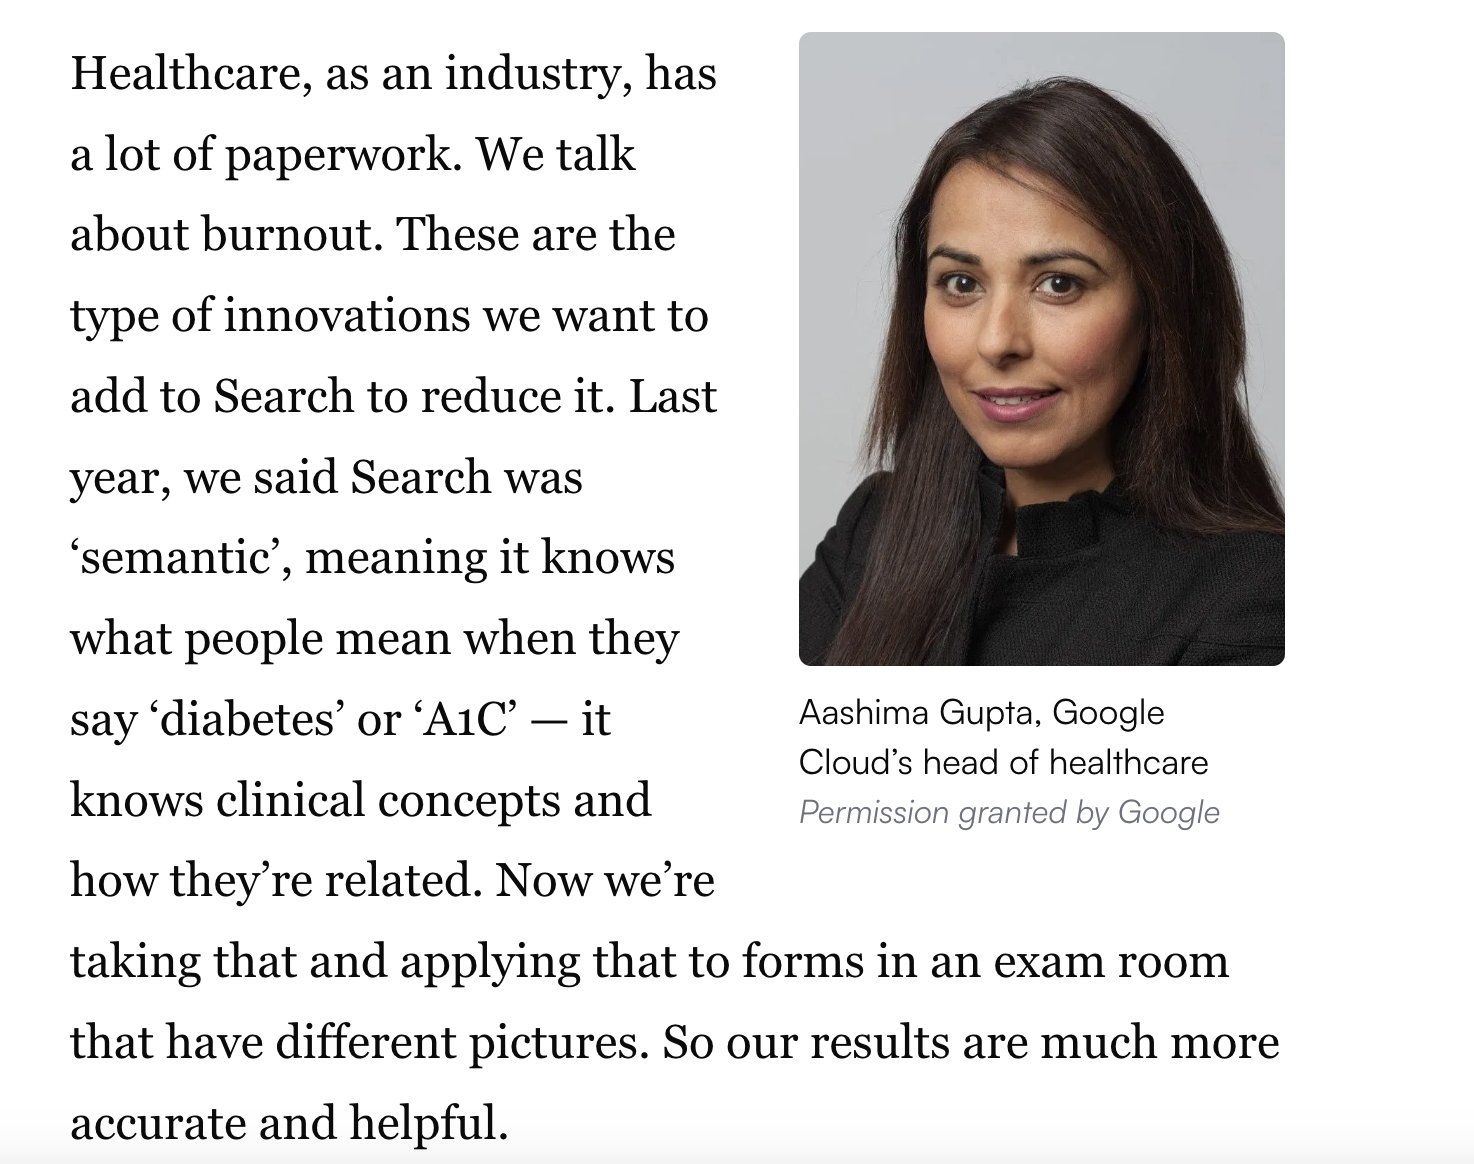 Healthcare, as an industry, has
a lot of paperwork. We talk
about burnout. These are the
type of innovations we want to
add to Search to reduce it. Last
year, we said Search was
‘semantic’, meaning it knows
what people mean when they
say ‘diabetes’ or ‘A1C’ — it
knows clinical concepts and
how they’re related. Now we’re
taking that and applying that to forms in an exam room
that have different pictures. So our results are much more
accurate and helpful.
Aashima Gupta, Google
Cloud’s head of healthcare
Permission granted by Google